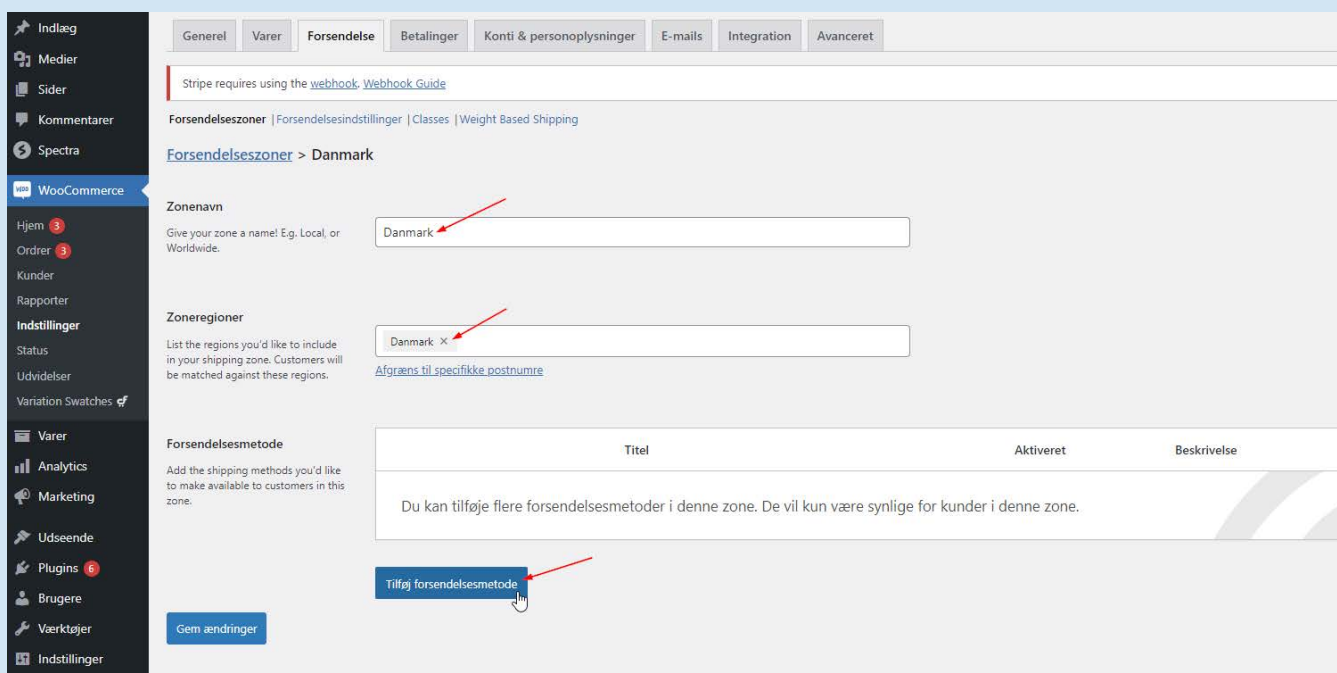 Indlæg
Medier
Sider
Kommentarer
Spectra
WooCommerce
Hjem 3
Ordrer 3
Kunder
Rapporter
Indstillinger
Status
Udvidelser
Variation Swatches
Varer
Analytics
Marketing
Udseende
Plugins 6
Brugere
Værktøjer
Indstillinger
Generel Varer Forsendelse Betalinger Konti & personoplysninger E-mails Integration Avanceret
Stripe requires using the webhook. Webhook Guide
Forsendelseszoner | Forsendelsesindstillinger | Classes | Weight Based Shipping
Forsendelseszoner > Danmark
Zonenavn
Give your zone a name! E.g. Local, or
Worldwide.
Danmark
Zoneregioner
List the regions you'd like to include
in your shipping zone. Customers will
be matched against these regions.
Danmark ×
Afgræns til specifikke postnumre
Forsendelsesmetode
Add the shipping methods you'd like
to make available to customers in this
zone.
Titel Aktiveret Beskrivelse
Du kan tilføje flere forsendelsesmetoder i denne zone. De vil kun være synlige for kunder i denne zone.
Tilføj forsendelsesmetode
Gem ændringer